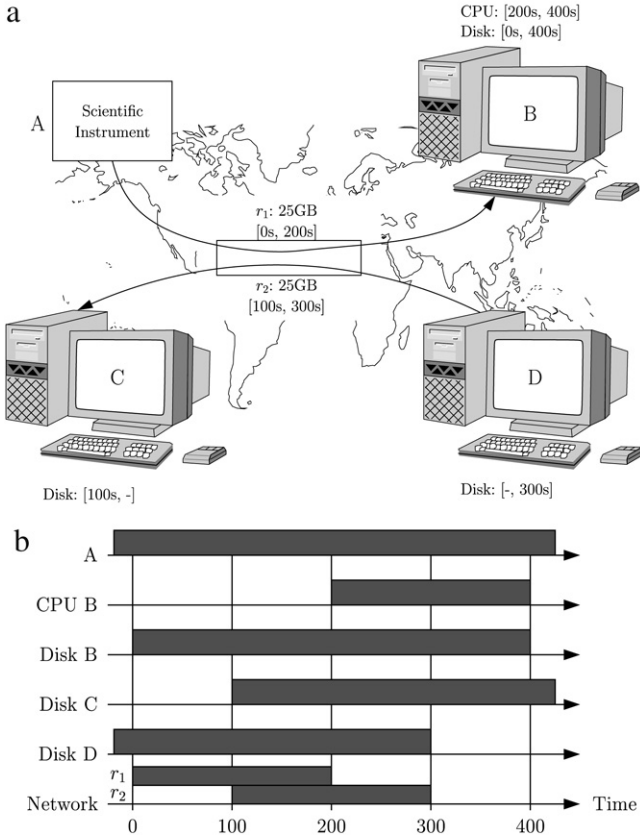 a
CPU: [200s, 400s]
Disk: [0s, 400s]
A
Scientific
Instrument
B
r₁: 25GB
[0s, 200s]
r₂: 25GB
[100s, 300s]
C
D
Disk: [100s, -]
Disk: [-, 300s]
b
A
CPU B
Disk B
Disk C
Disk D
r₁
r₂
Network
Time
0 100 200 300 400